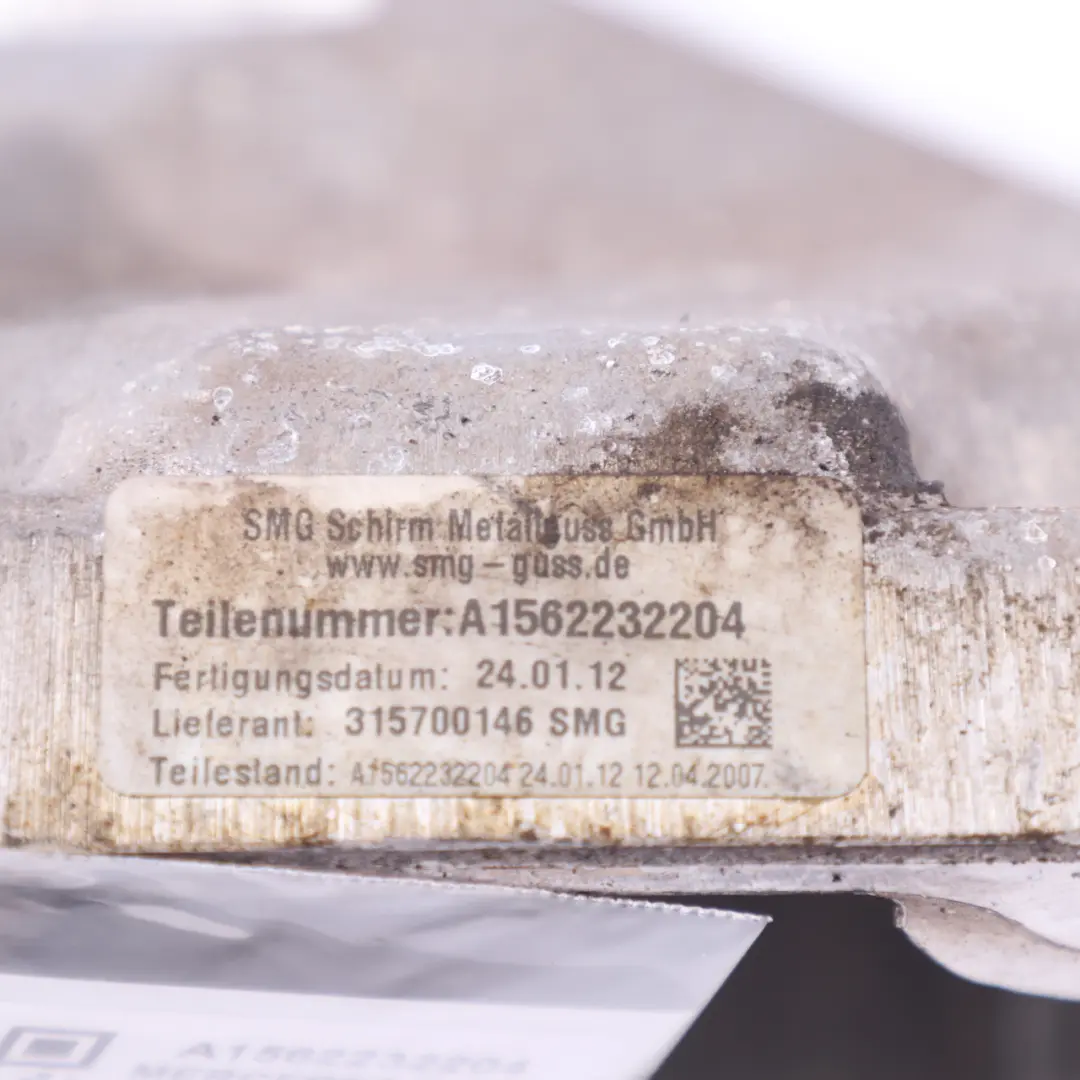 SMG Schirm Metallguss GmbH
www.smg-guss.de
Teilenummer:A1562232204
Fertigungsdatum: 24.01.12
Lieferant: 315700146 SMG
Teilestand: A1562232204 24.01.12 12.04.2007
A1562232204